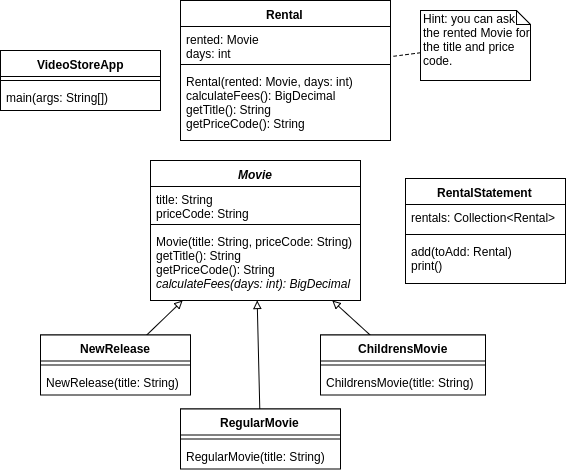 Rental
rented: Movie
days: int
Rental(rented: Movie, days: int)
calculateFees(): BigDecimal
getTitle(): String
getPriceCode(): String
Hint: you can ask
the rented Movie for
the title and price
code.
VideoStoreApp
main(args: String[])
Movie
title: String
priceCode: String
Movie(title: String, priceCode: String)
getTitle(): String
getPriceCode(): String
calculateFees(days: int): BigDecimal
RentalStatement
rentals: Collection<Rental>
add(toAdd: Rental)
print()
NewRelease
NewRelease(title: String)
ChildrensMovie
ChildrensMovie(title: String)
RegularMovie
RegularMovie(title: String)